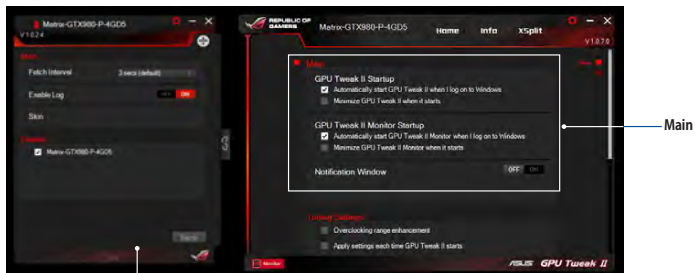 Matrix-GTX980-P-4GD5
V1.0.2.4
Main
Fetch Interval
3 secs (default)
Enable Log
OFF ON
Skin
Matrix-GTX980-P-4GD5
REPUBLIC OF
GAMERS
Matrix-GTX980-P-4GD5
Home
Info
XSplit
V1.0.7.0
Main
GPU Tweak II Startup
Automatically start GPU Tweak II when I log on to Windows
Minimize GPU Tweak II when it starts
GPU Tweak II Monitor Startup
Automatically start GPU Tweak II Monitor when I log on to Windows
Minimize GPU Tweak II Monitor when it starts
Notification Window
OFF ON
Tuning Settings
Overclocking range enhancement
Apply settings each time GPU Tweak II starts
Monitor
ASUS GPU Tweak II
Main